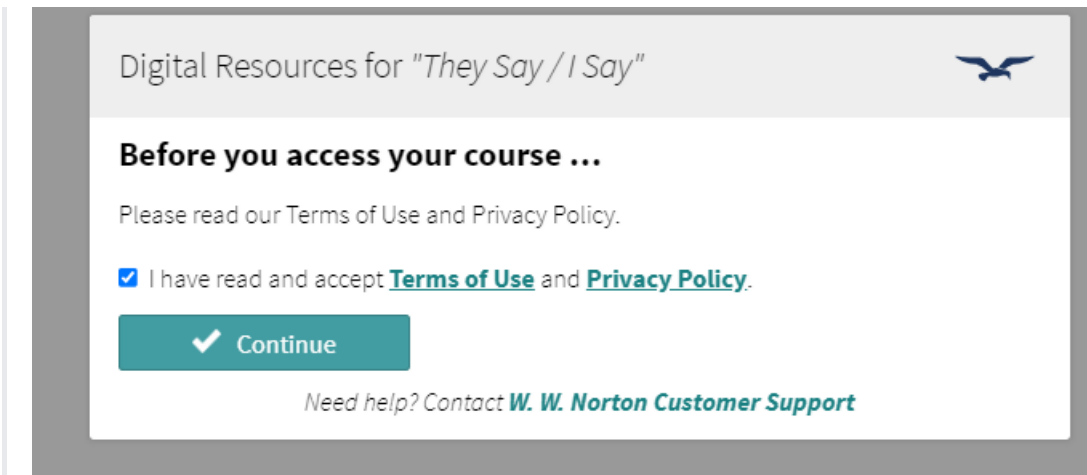 Digital Resources for "They Say / I Say"
Before you access your course ...
Please read our Terms of Use and Privacy Policy.
I have read and accept Terms of Use and Privacy Policy.
Continue
Need help? Contact W. W. Norton Customer Support